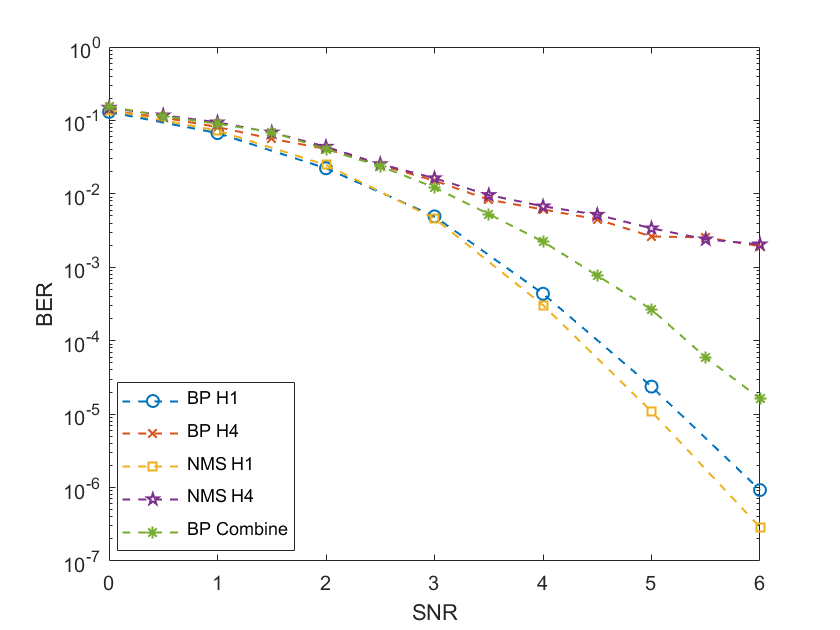 10^0
10^-1
10^-2
10^-3
10^-4
10^-5
10^-6
10^-7
BER
BP H1
BP H4
NMS H1
NMS H4
BP Combine
0 1 2 3 4 5 6
SNR